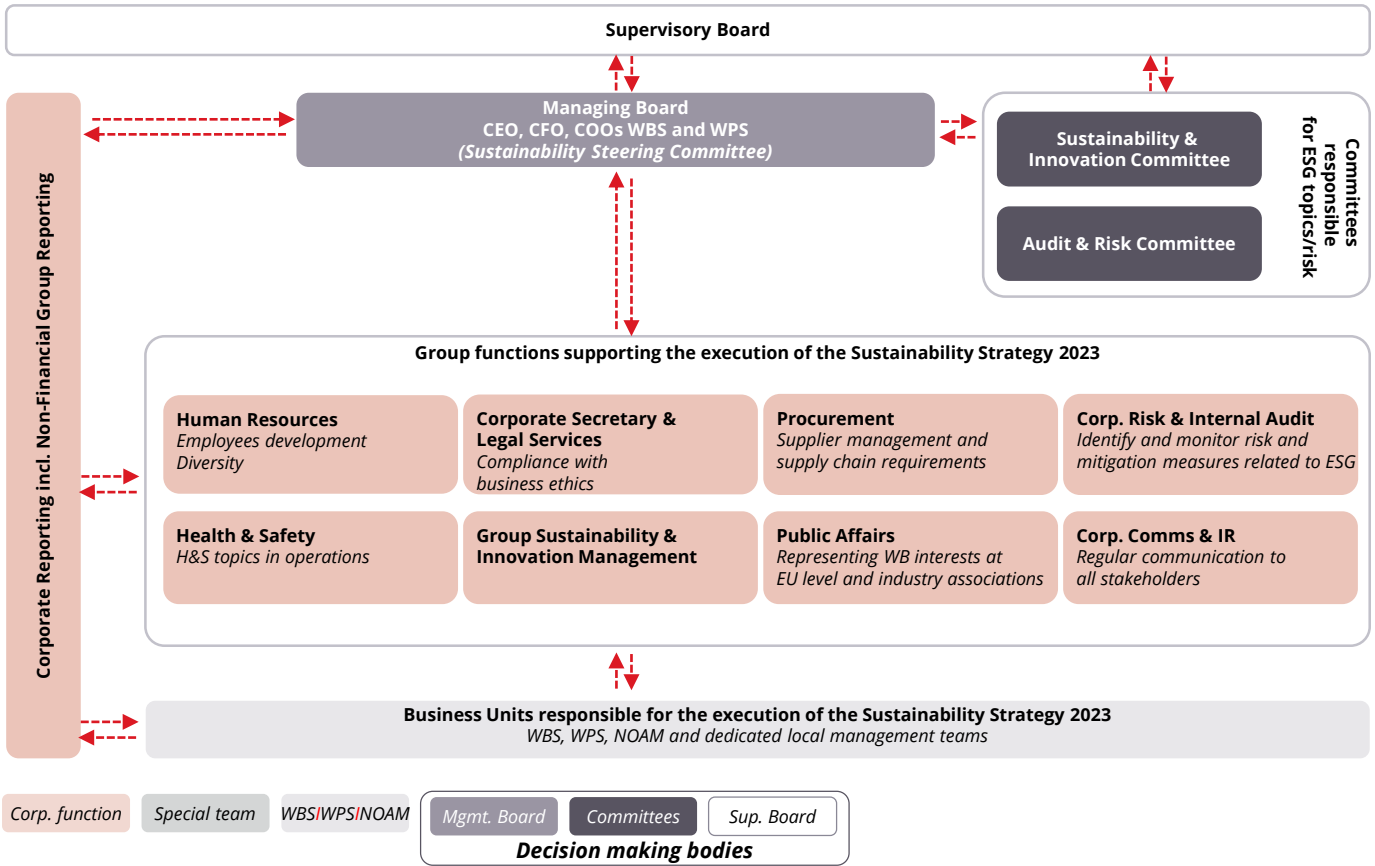 Supervisory Board
Managing Board
CEO, CFO, COOs WBS and WPS
(Sustainability Steering Committee)
Sustainability &
Innovation Committee
Audit & Risk Committee
Committees
responsible
for ESG topics/risk
Corporate Reporting incl. Non-Financial Group Reporting
Group functions supporting the execution of the Sustainability Strategy 2023
Human Resources
Employees development
Diversity
Corporate Secretary &
Legal Services
Compliance with
business ethics
Procurement
Supplier management and
supply chain requirements
Corp. Risk & Internal Audit
Identify and monitor risk and
mitigation measures related to ESG
Health & Safety
H&S topics in operations
Group Sustainability &
Innovation Management
Public Affairs
Representing WB interests at
EU level and industry associations
Corp. Comms & IR
Regular communication to
all stakeholders
Business Units responsible for the execution of the Sustainability Strategy 2023
WBS, WPS, NOAM and dedicated local management teams
Corp. function
Special team
WBS/WPS/NOAM
Mgmt. Board
Committees
Sup. Board
Decision making bodies